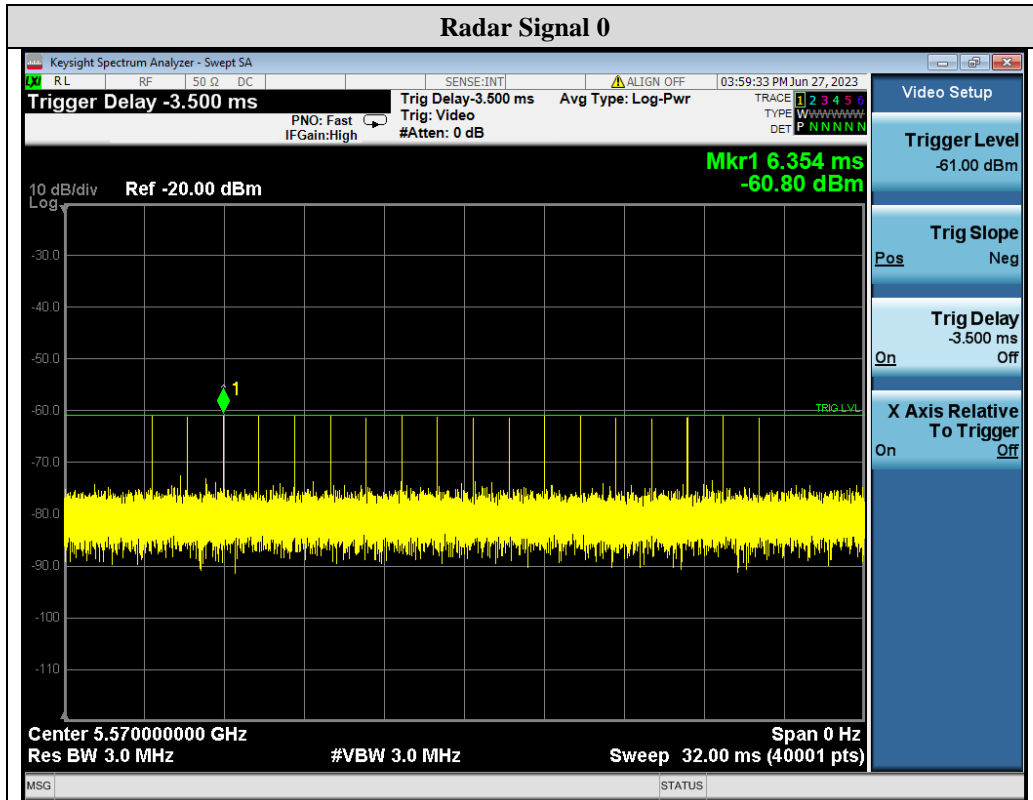 Radar Signal 0
Keysight Spectrum Analyzer - Swept SA
LXI RL RF 50 Ω DC SENSE:INT ALIGN OFF 03:59:33 PM Jun 27, 2023
Trigger Delay -3.500 ms
PNO: Fast
IFGain:High
Trig Delay-3.500 ms
Trig: Video
#Atten: 0 dB
Avg Type: Log-Pwr
TRACE 1 2 3 4 5 6
TYPE WWWWWW
DET P N N N N N
Mkr1 6.354 ms
-60.80 dBm
10 dB/div Ref -20.00 dBm
Log
-30.0
-40.0
-50.0
-60.0
-70.0
-80.0
-90.0
-100
-110
1
TRIG LVL
Center 5.570000000 GHz Span 0 Hz
Res BW 3.0 MHz #VBW 3.0 MHz Sweep 32.00 ms (40001 pts)
MSG STATUS
Video Setup
Trigger Level
-61.00 dBm
Trig Slope
Pos Neg
Trig Delay
-3.500 ms
On Off
X Axis Relative
To Trigger
On Off